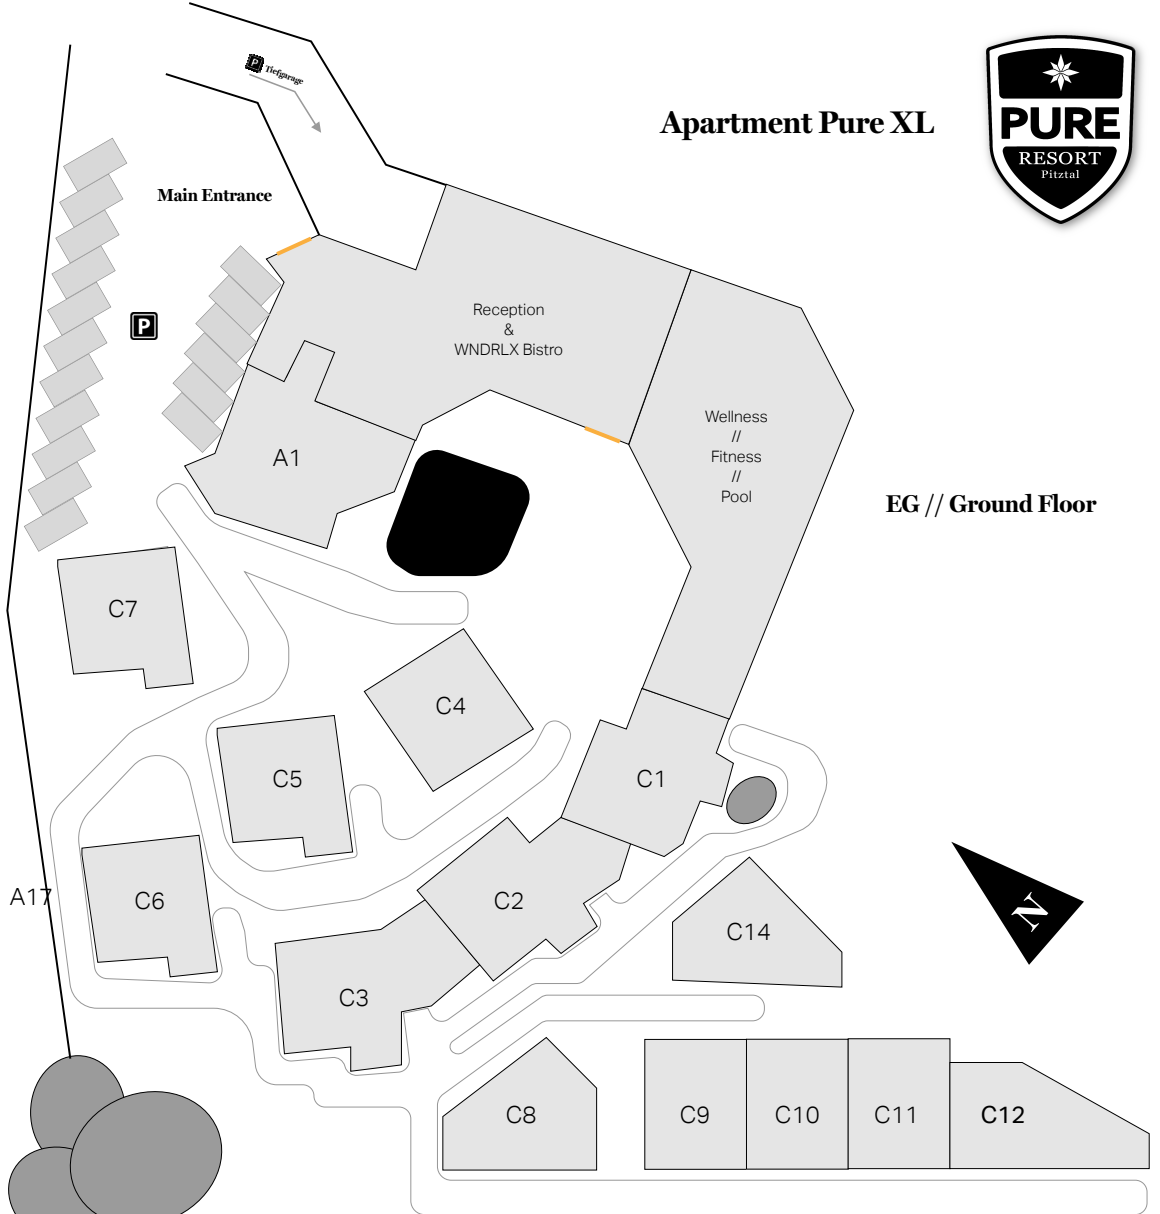 P Tiefgarage
Apartment Pure XL
PURE
RESORT
Pitztal
Main Entrance
P
Reception
&
WNDRLX Bistro
Wellness
//
Fitness
//
Pool
A1
EG // Ground Floor
C7
C4
C5
C1
A17
C6
C2
C14
N
C3
C8
C9
C10
C11
C12